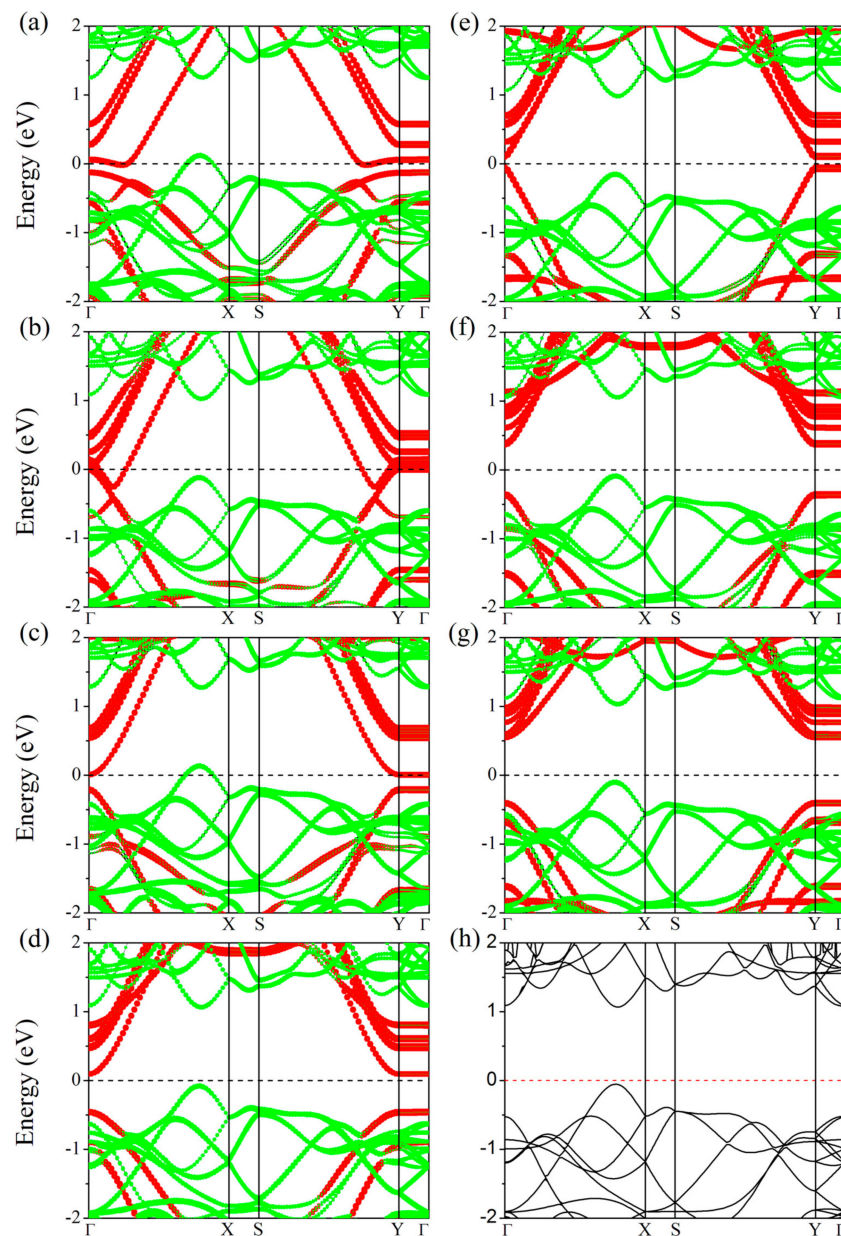 (a)
2
1
0
-1
-2
Energy (eV)
Γ X S Y Γ
(e)
2
1
0
-1
-2
Γ X S Y Γ
(b)
2
1
0
-1
-2
Energy (eV)
Γ X S Y Γ
(f)
2
1
0
-1
-2
Γ X S Y Γ
(c)
2
1
0
-1
-2
Energy (eV)
Γ X S Y Γ
(g)
2
1
0
-1
-2
Γ X S Y Γ
(d)
2
1
0
-1
-2
Energy (eV)
Γ X S Y Γ
(h)
2
1
0
-1
-2
Γ X S Y